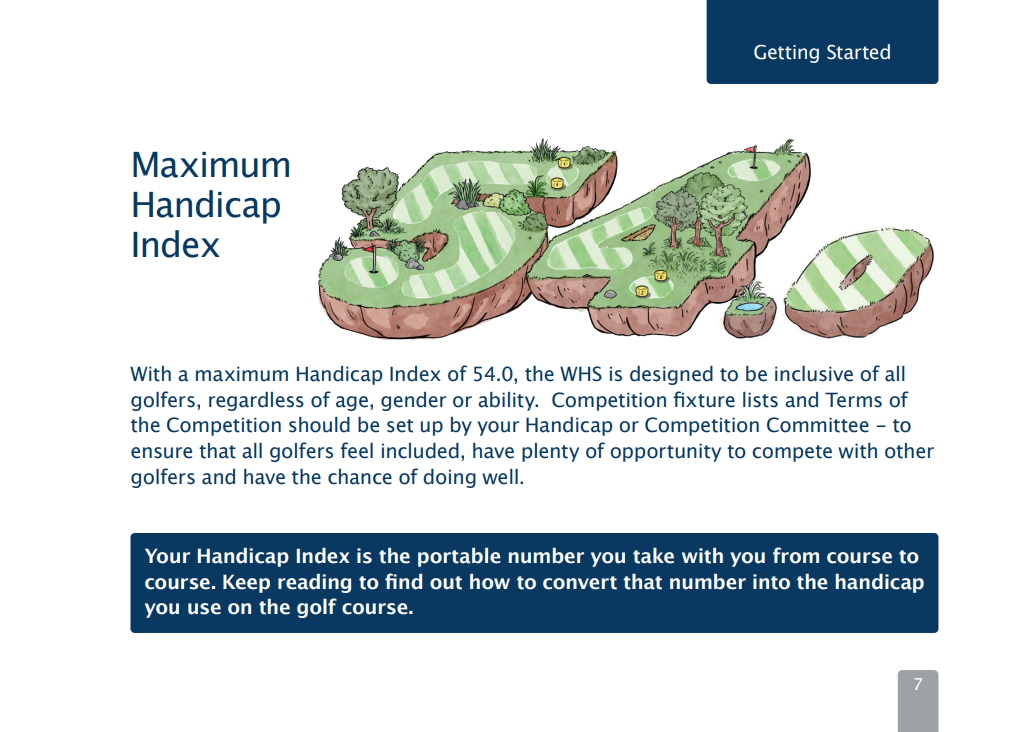 Getting Started
Maximum
Handicap
Index
54.0
With a maximum Handicap Index of 54.0, the WHS is designed to be inclusive of all
golfers, regardless of age, gender or ability.  Competition fixture lists and Terms of
the Competition should be set up by your Handicap or Competition Committee – to
ensure that all golfers feel included, have plenty of opportunity to compete with other
golfers and have the chance of doing well.
Your Handicap Index is the portable number you take with you from course to
course. Keep reading to find out how to convert that number into the handicap
you use on the golf course.
7